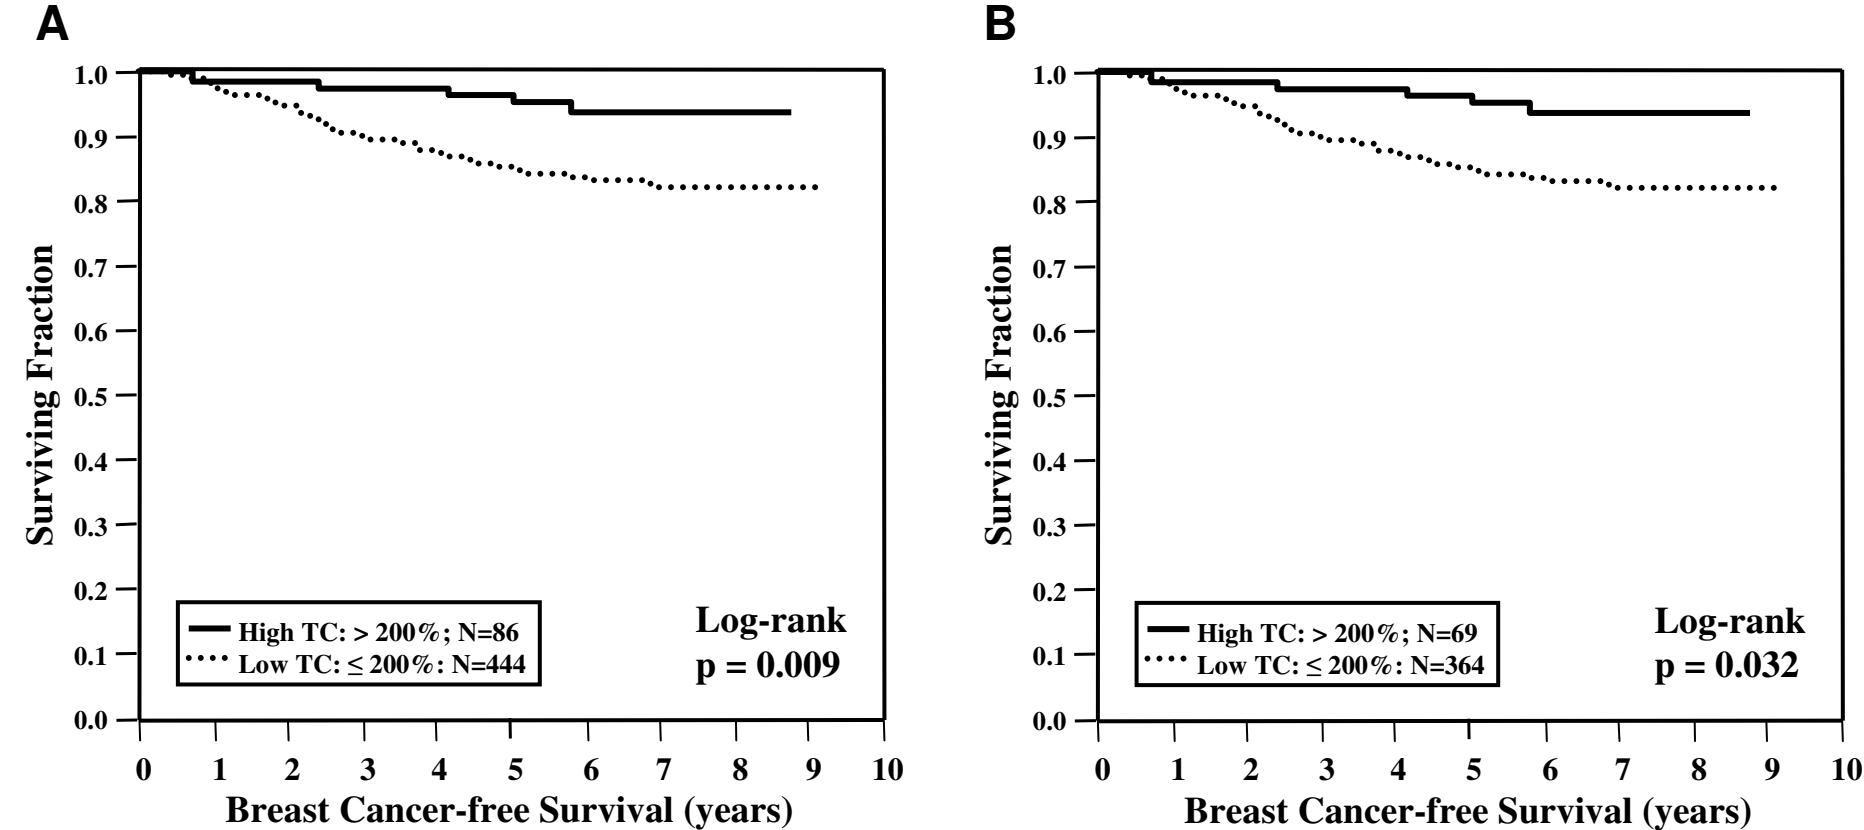 A
Surviving Fraction
1.0
0.9
0.8
0.7
0.6
0.5
0.4
0.3
0.2
0.1
0.0
High TC: > 200%; N=86
Low TC: ≤ 200%: N=444
Log-rank
p = 0.009
0 1 2 3 4 5 6 7 8 9 10
Breast Cancer-free Survival (years)
B
Surviving Fraction
1.0
0.9
0.8
0.7
0.6
0.5
0.4
0.3
0.2
0.1
0.0
High TC: > 200%; N=69
Low TC: ≤ 200%: N=364
Log-rank
p = 0.032
0 1 2 3 4 5 6 7 8 9 10
Breast Cancer-free Survival (years)